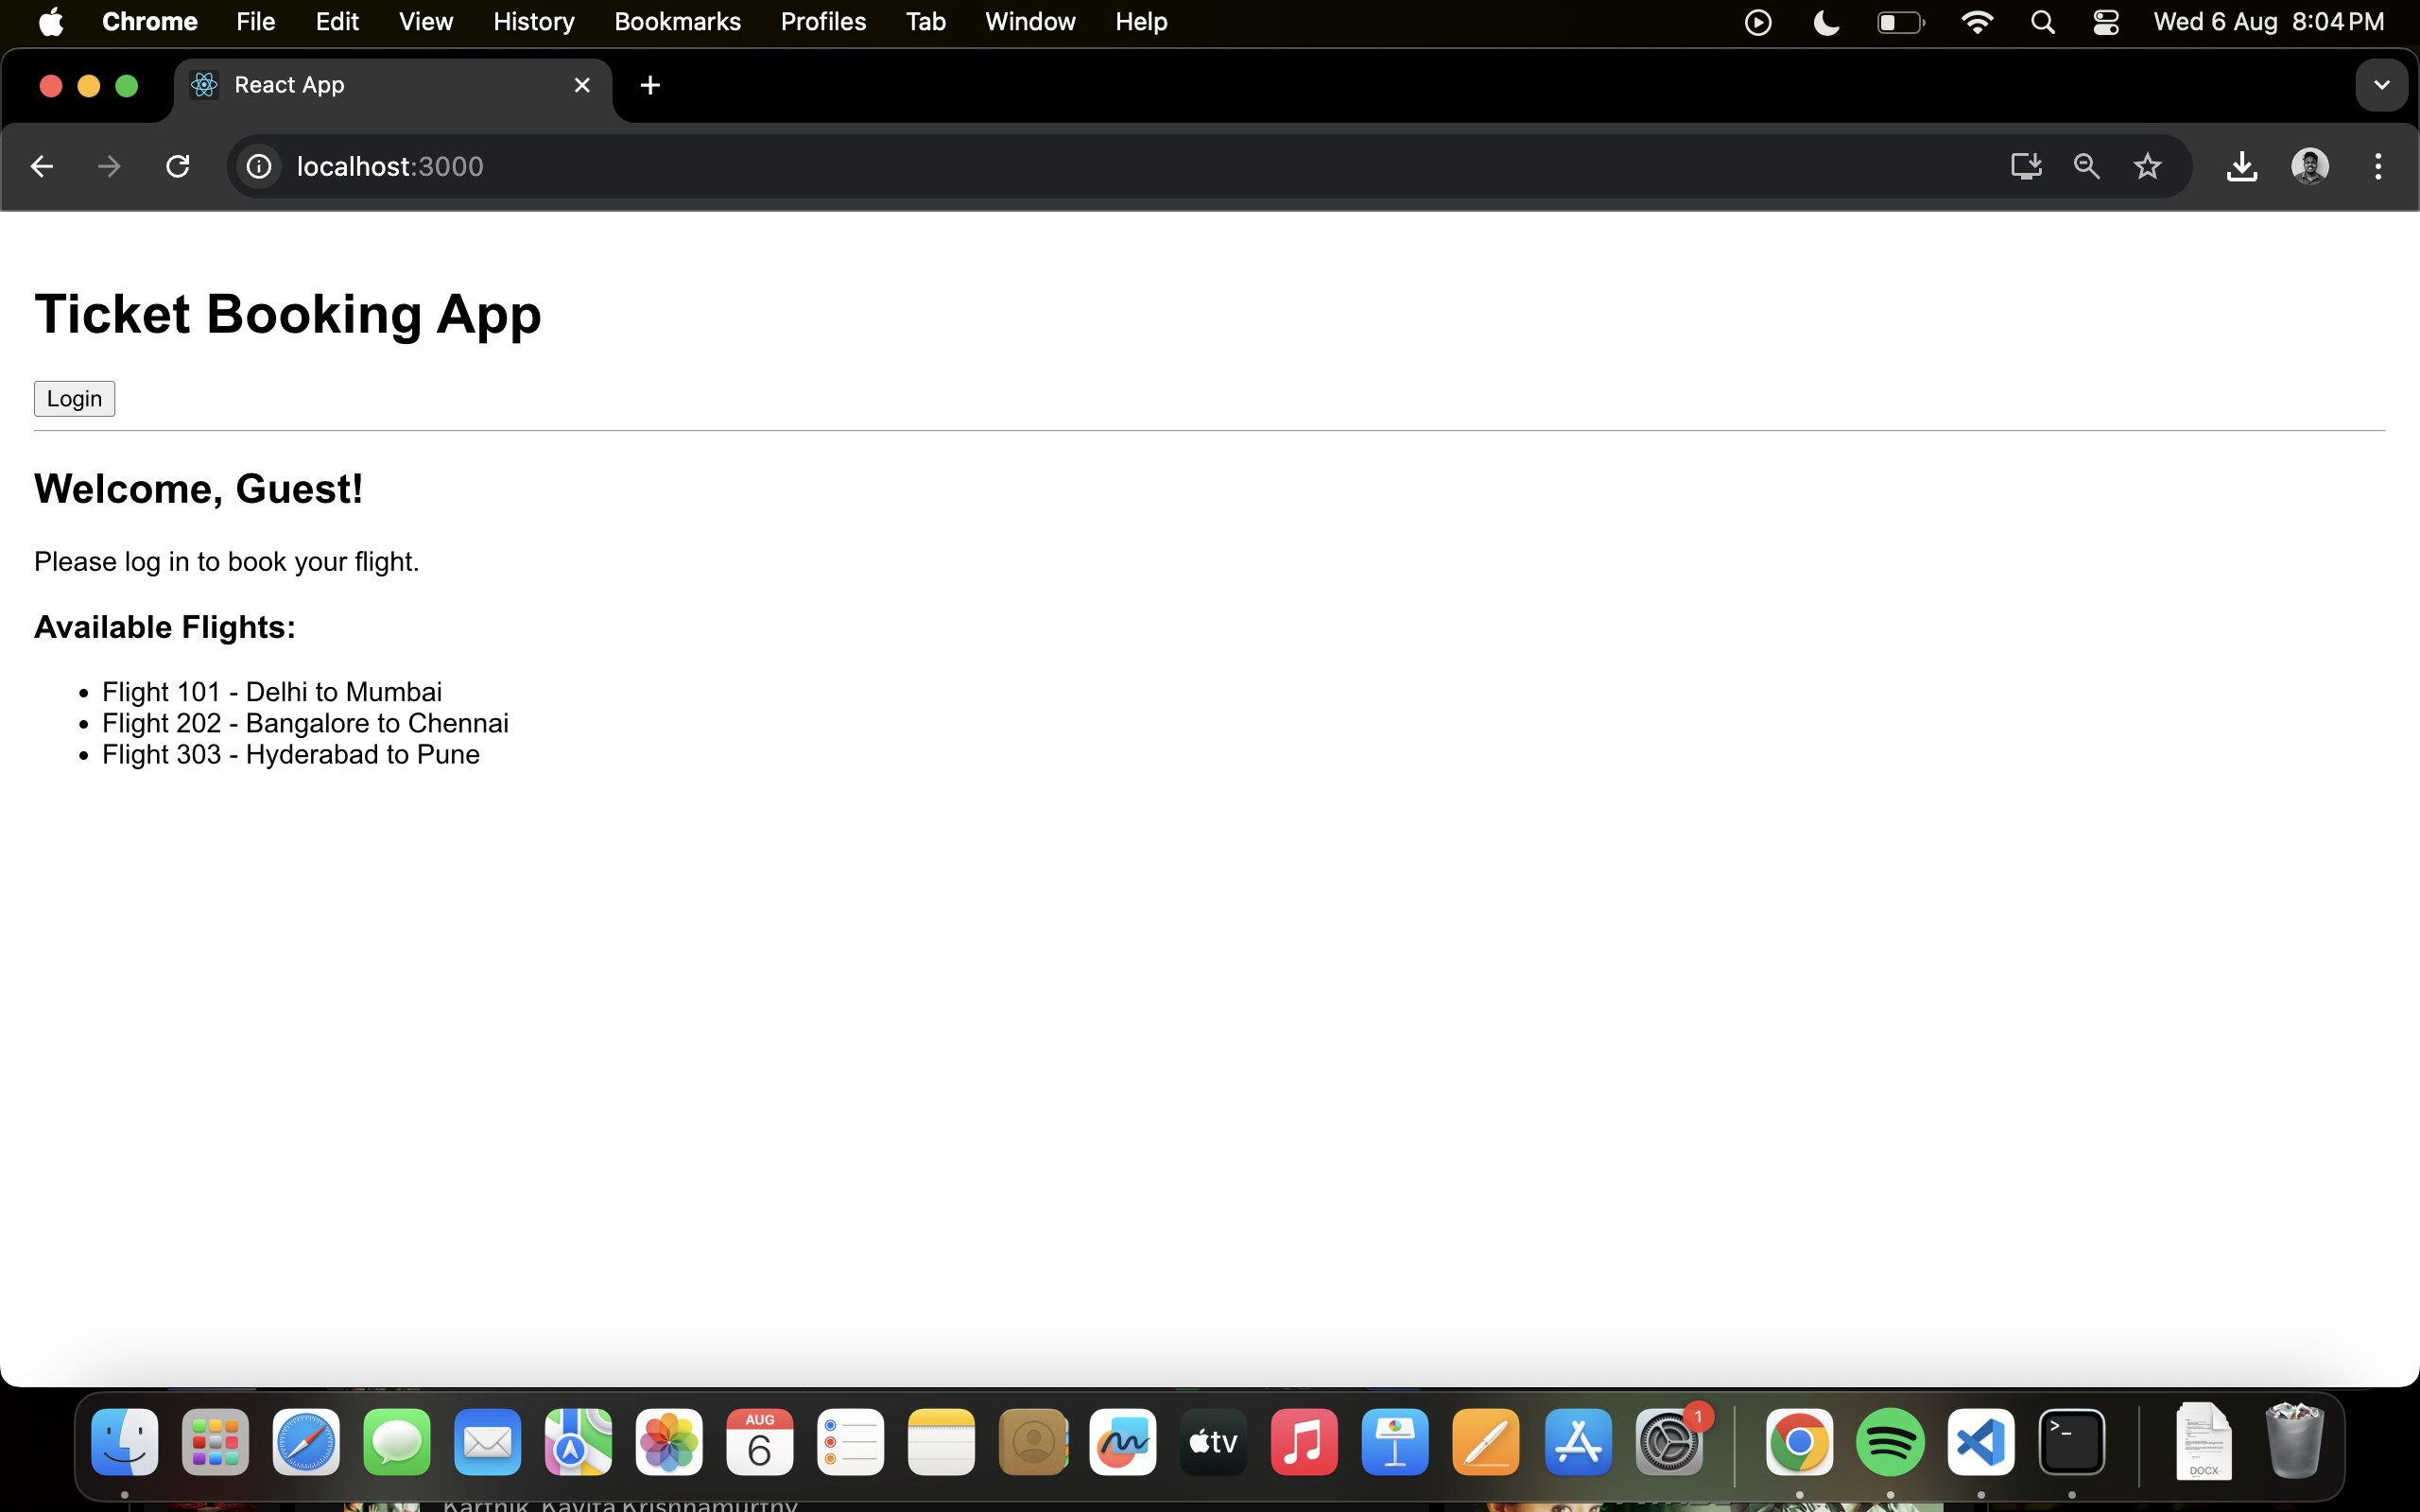 Chrome File Edit View History Bookmarks Profiles Tab Window Help Wed 6 Aug 8:04 PM
React App
localhost:3000
Ticket Booking App
Login
Welcome, Guest!
Please log in to book your flight.
Available Flights:
Flight 101 - Delhi to Mumbai
Flight 202 - Bangalore to Chennai
Flight 303 - Hyderabad to Pune
AUG
6
tv
1
>_
DOCX
Karthik, Kavita Krishnamurthy